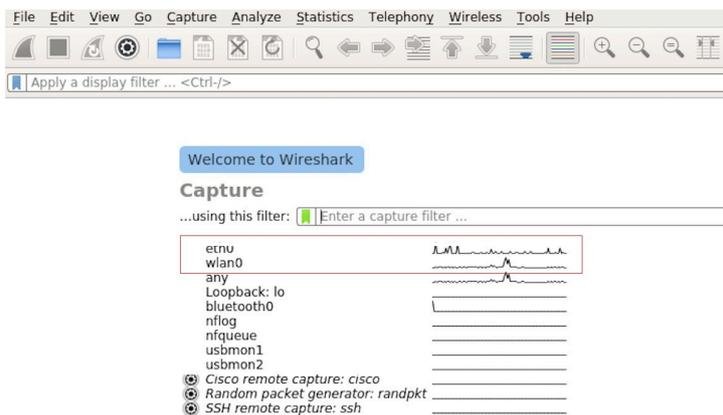 File Edit View Go Capture Analyze Statistics Telephony Wireless Tools Help
Apply a display filter ... <Ctrl-/>
Welcome to Wireshark
Capture
...using this filter: Enter a capture filter ...
eth0
wlan0
any
Loopback: lo
bluetooth0
nflog
nfqueue
usbmon1
usbmon2
Cisco remote capture: cisco
Random packet generator: randpkt
SSH remote capture: ssh